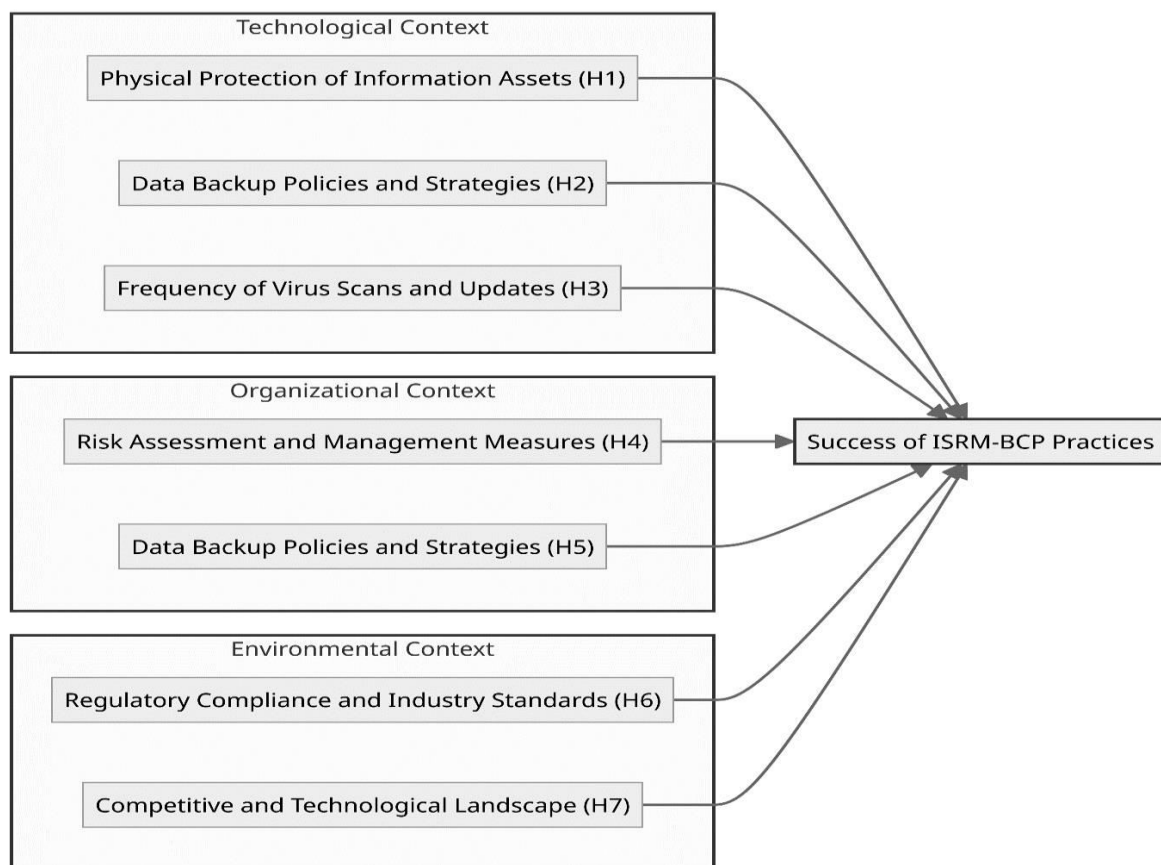 Technological Context
Physical Protection of Information Assets (H1)
Data Backup Policies and Strategies (H2)
Frequency of Virus Scans and Updates (H3)
Organizational Context
Risk Assessment and Management Measures (H4)
Data Backup Policies and Strategies (H5)
Environmental Context
Regulatory Compliance and Industry Standards (H6)
Competitive and Technological Landscape (H7)
Success of ISRM-BCP Practices